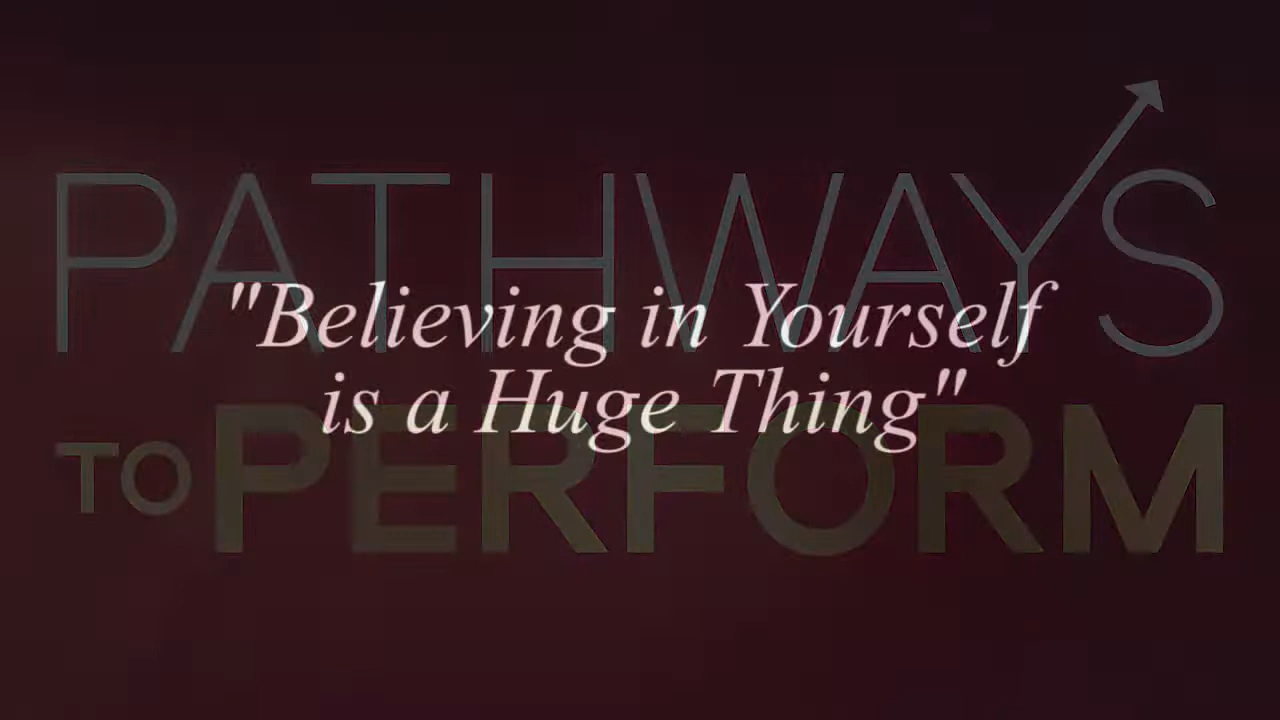 PATHWAYS
"Believing in Yourself
is a Huge Thing"
TO PERFORM